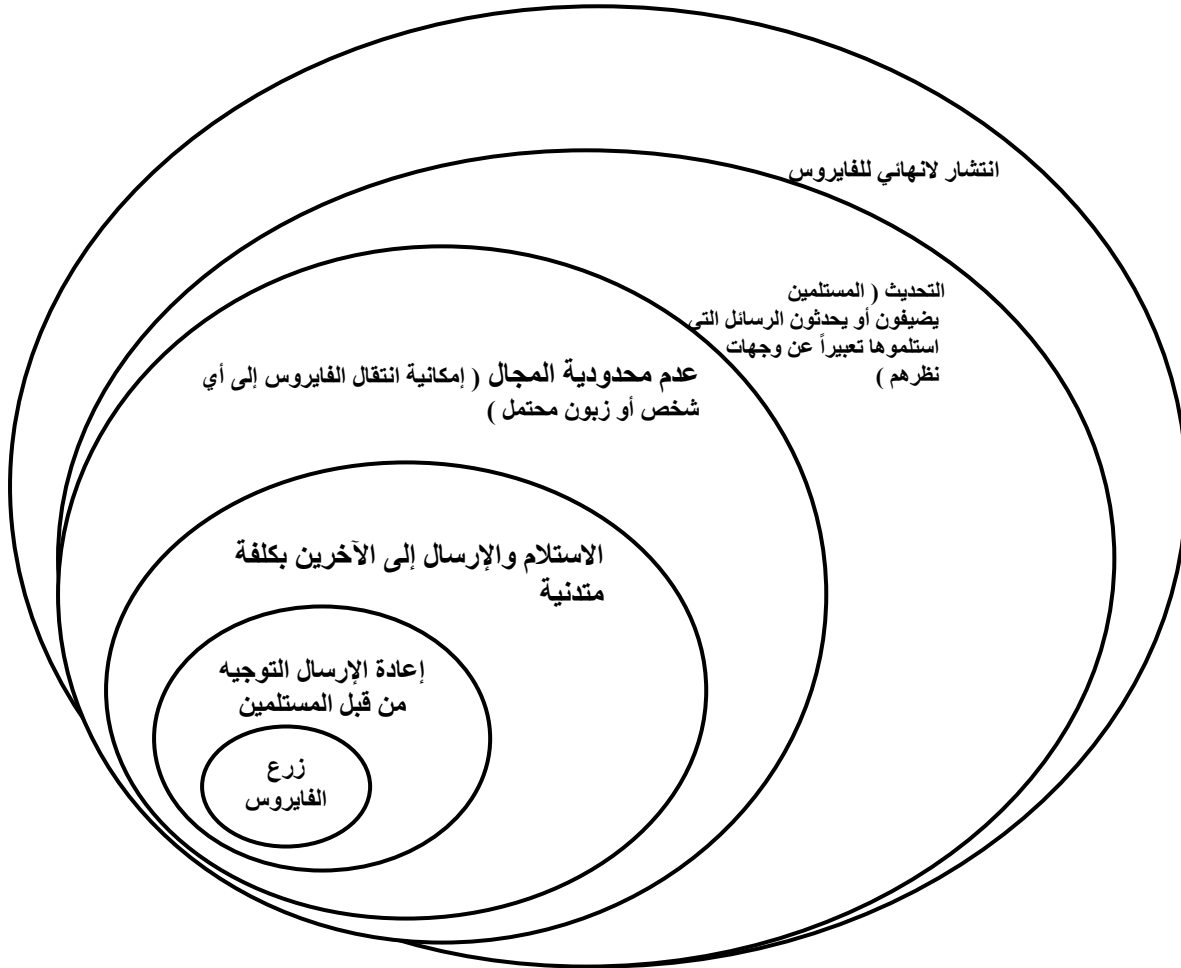 انتشار لانهائي للفايروس
التحديث ( المستلمين
يضيفون أو يحدثون الرسائل التي
استلموها تعبيراً عن وجهات
نظرهم )
عدم محدودية المجال ( إمكانية انتقال الفايروس إلى أي
شخص أو زبون محتمل )
الاستلام والإرسال إلى الآخرين بكلفة
متدنية
إعادة الإرسال التوجيه
من قبل المستلمين
زرع
الفايروس